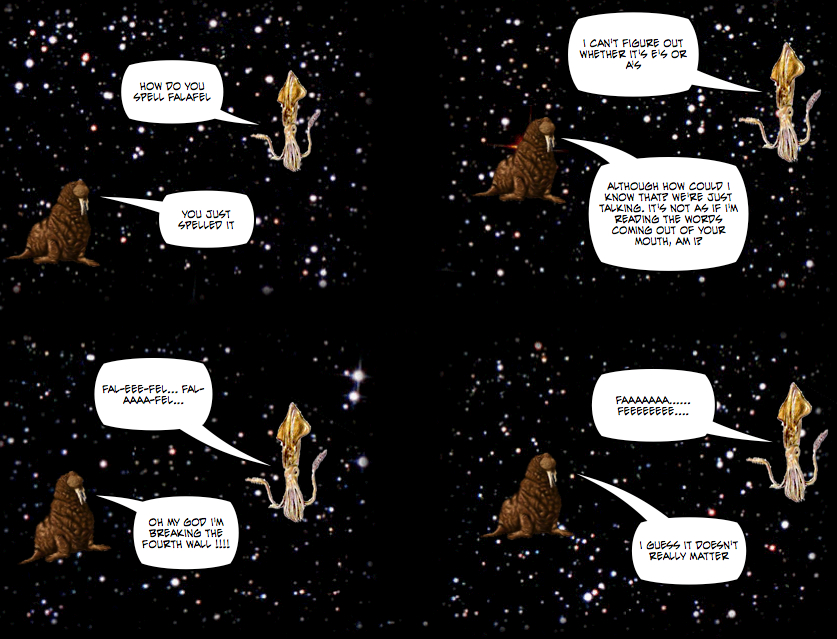 HOW DO YOU
SPELL FALAFEL
YOU JUST
SPELLED IT
I CAN'T FIGURE OUT
WHETHER IT'S E'S OR
A'S
ALTHOUGH HOW COULD I
KNOW THAT? WE'RE JUST
TALKING. IT'S NOT AS IF I'M
READING THE WORDS
COMING OUT OF YOUR
MOUTH, AM I?
FAL-EEE-FEL... FAL-
AAAA-FEL...
OH MY GOD I'M
BREAKING THE
FOURTH WALL !!!!
FAAAAAAA......
FEEEEEEEE....
I GUESS IT DOESN'T
REALLY MATTER